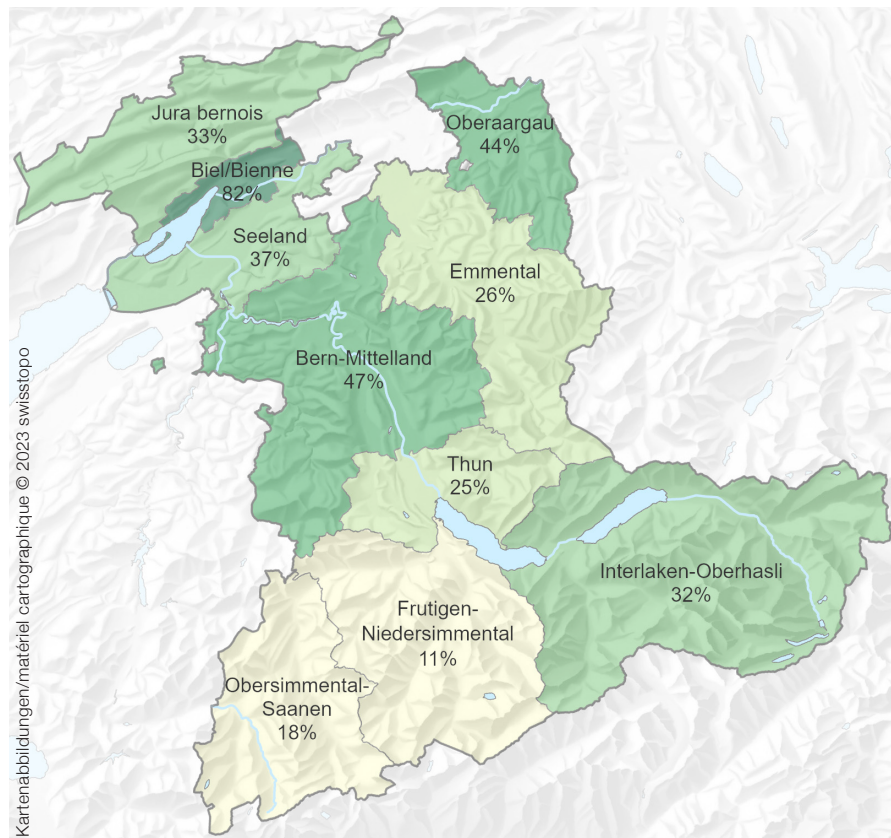 Jura bernois
33%
Oberaargau
44%
Biel/Bienne
82%
Seeland
37%
Emmental
26%
Bern-Mittelland
47%
Thun
25%
Interlaken-Oberhasli
32%
Frutigen-
Niedersimmental
11%
Obersimmental-
Saanen
18%
Kartenabbildungen/matériel cartographique © 2023 swisstopo